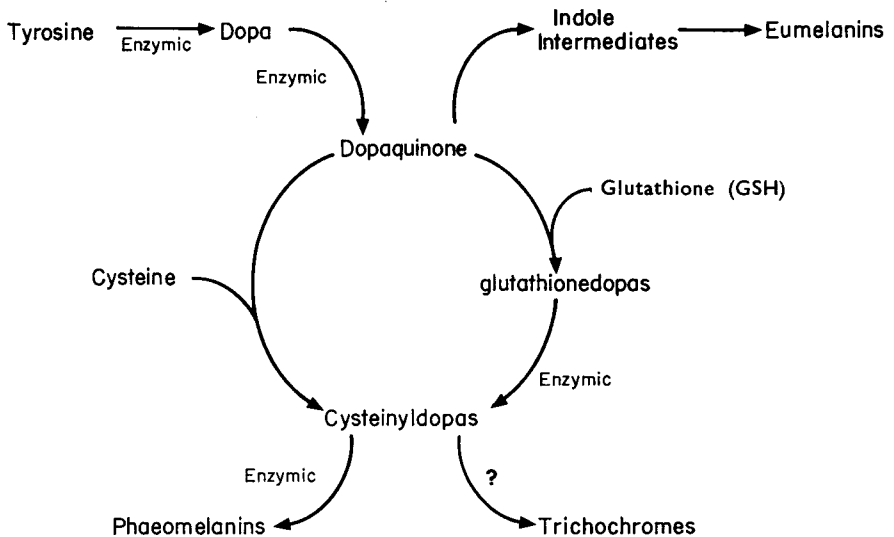 Tyrosine
Enzymic
Dopa
Enzymic
Indole
Intermediates
Eumelanins
Dopaquinone
Glutathione (GSH)
Cysteine
glutathionedopas
Enzymic
Cysteinyldopas
Enzymic
?
Phaeomelanins
Trichochromes